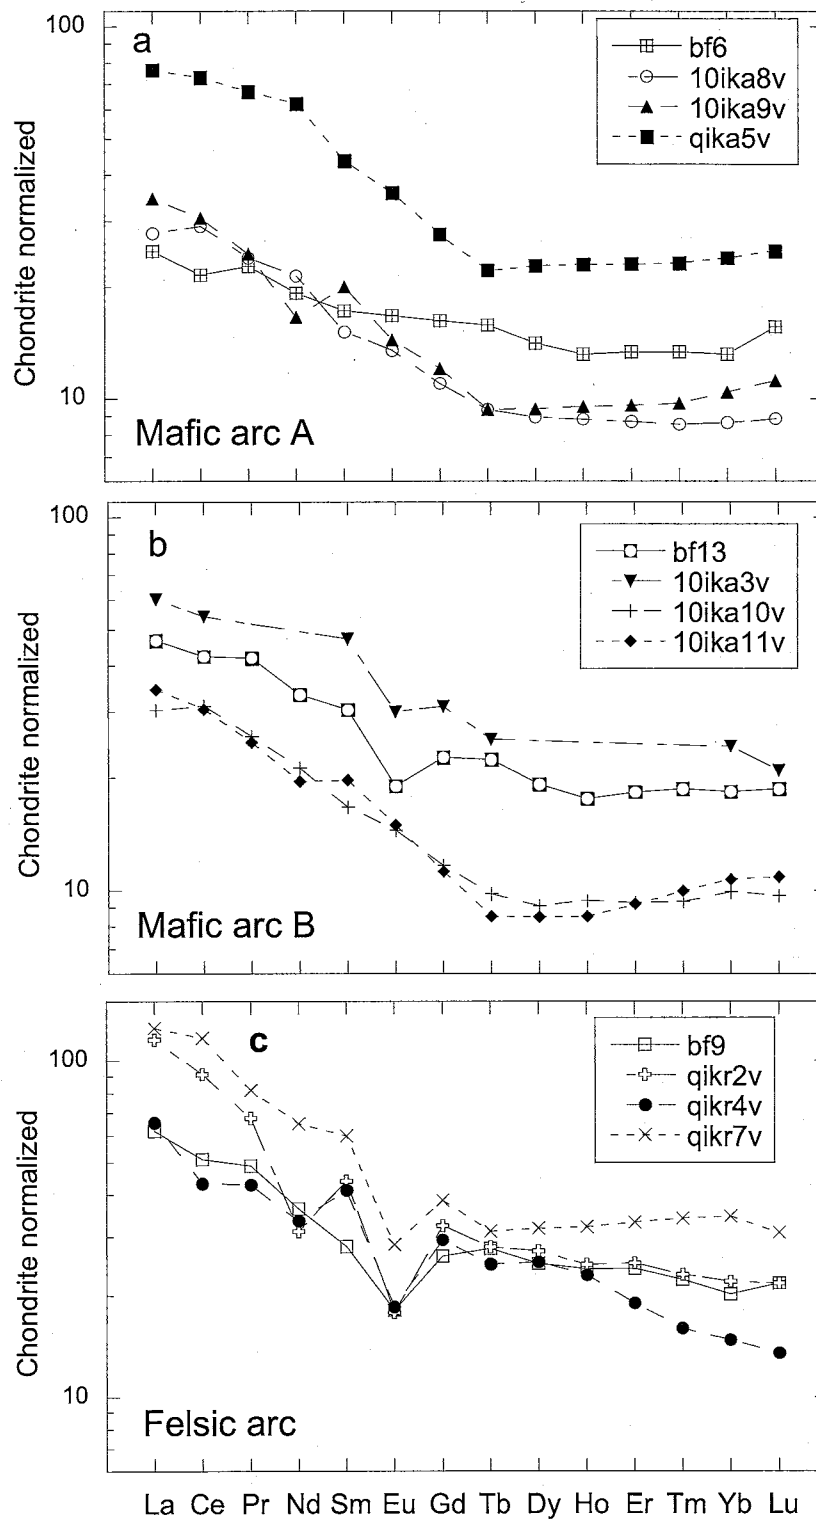 100
a
bf6
10ika8v
10ika9v
qika5v
Chondrite normalized
10
Mafic arc A
100
b
bf13
10ika3v
10ika10v
10ika11v
Chondrite normalized
10
Mafic arc B
c
100
bf9
qikr2v
qikr4v
qikr7v
Chondrite normalized
10
Felsic arc
La Ce Pr Nd Sm Eu Gd Tb Dy Ho Er Tm Yb Lu